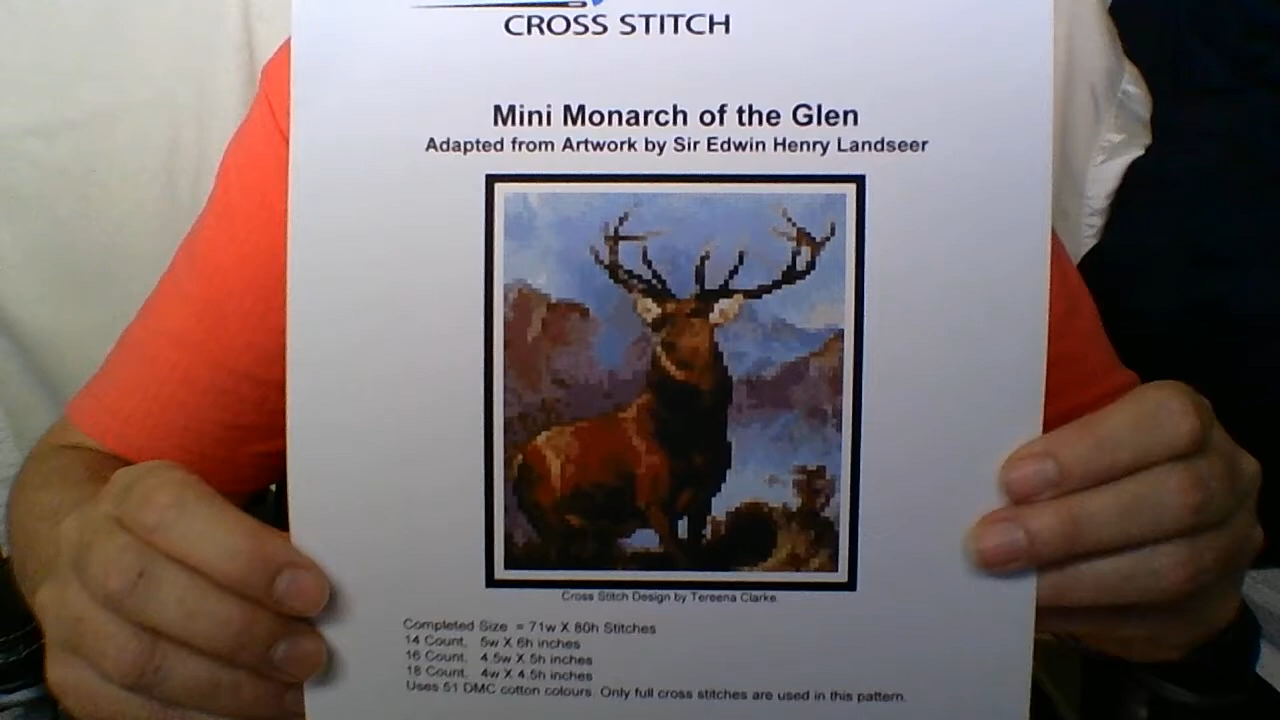 CROSS STITCH
Mini Monarch of the Glen
Adapted from Artwork by Sir Edwin Henry Landseer
Cross Stitch Design by Tereena Clarke.
Completed Size = 71w X 80h Stitches
14 Count, 5w X 6h inches
16 Count, 4.5w X 5h inches
18 Count, 4w X 4.5h inches
Uses 51 DMC cotton colours. Only full cross stitches are used in this pattern.